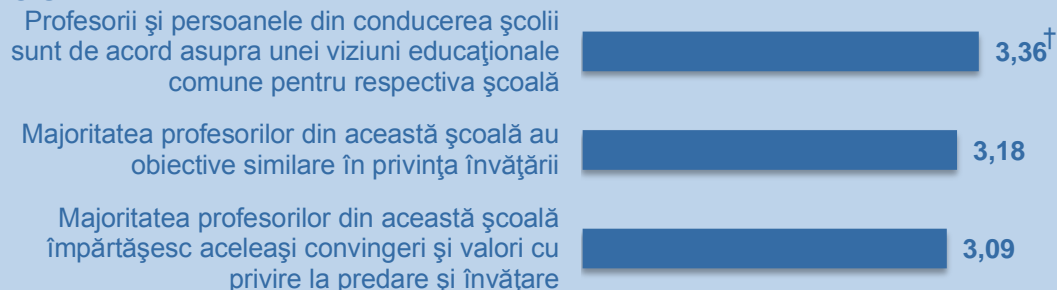 Profesorii şi persoanele din conducerea şcolii
sunt de acord asupra unei viziuni educaţionale
comune pentru respectiva şcoală
3,36†
Majoritatea profesorilor din această şcoală au
obiective similare în privinţa învăţării
3,18
Majoritatea profesorilor din această şcoală
împărtăşesc aceleaşi convingeri şi valori cu
privire la predare şi învăţare
3,09